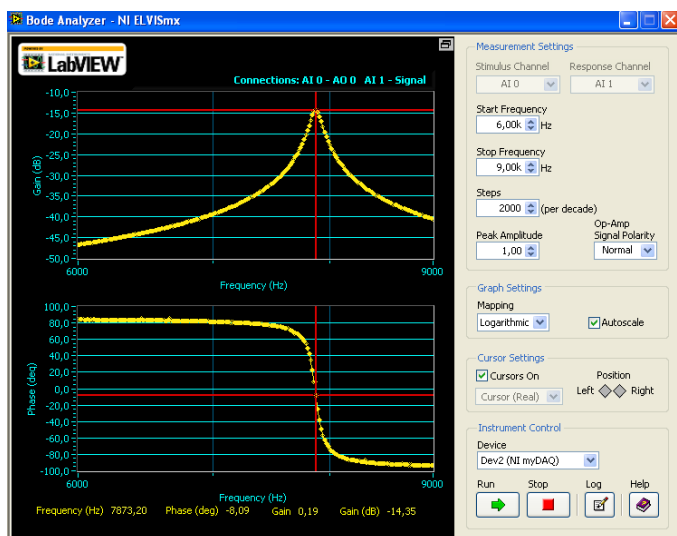 Bode Analyzer - NI ELVISmx
POWERED BY
NATIONAL INSTRUMENTS
LabVIEW
Connections: AI 0 - AO 0 AI 1 - Signal
-10,0
-15,0
-20,0
-25,0
-30,0
-35,0
-40,0
-45,0
-50,0
Gain (dB)
6000
9000
Frequency (Hz)
100,0
80,0
60,0
40,0
20,0
0,0
-20,0
-40,0
-60,0
-80,0
-100,0
Phase (deg)
6000
9000
Frequency (Hz)
Frequency (Hz) 7873,20 Phase (deg) -8,09 Gain 0,19 Gain (dB) -14,35
Measurement Settings
Stimulus Channel Response Channel
AI 0 AI 1
Start Frequency
6,00k Hz
Stop Frequency
9,00k Hz
Steps
2000 (per decade)
Peak Amplitude Op-Amp Signal Polarity
1,00 Normal
Graph Settings
Mapping
Logarithmic Autoscale
Cursor Settings
Cursors On Position
Cursor (Real) Left Right
Instrument Control
Device
Dev2 (NI myDAQ)
Run Stop Log Help